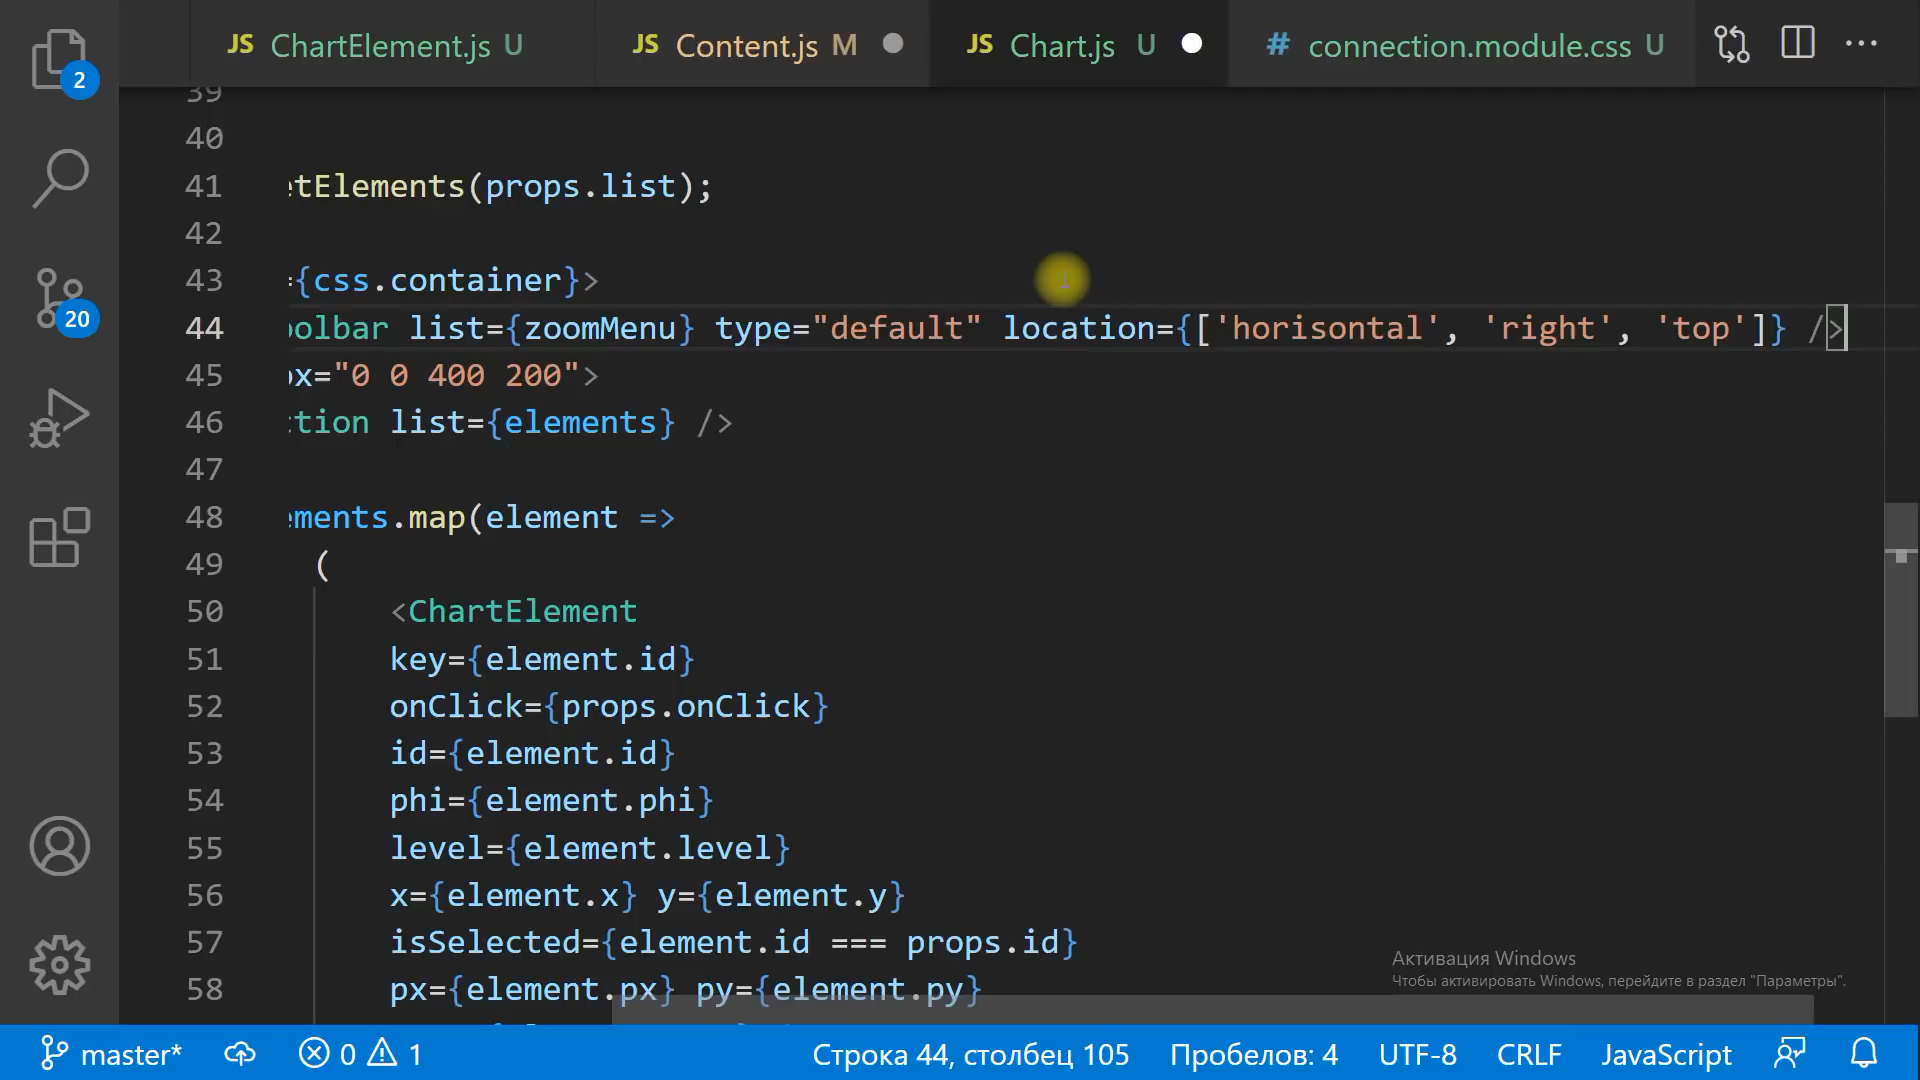 JS ChartElement.js U JS Content.js M JS Chart.js U # connection.module.css U
2
20
39
40
41 etElements(props.list);
42
43 ={css.container}>
44 oolbar list={zoomMenu} type="default" location={['horisontal', 'right', 'top']} />
45 ox="0 0 400 200">
46 ction list={elements} />
47
48 ements.map(element =>
49 (
50 <ChartElement
51 key={element.id}
52 onClick={props.onClick}
53 id={element.id}
54 phi={element.phi}
55 level={element.level}
56 x={element.x} y={element.y}
57 isSelected={element.id === props.id}
58 px={element.px} py={element.py}
Активация Windows
Чтобы активировать Windows, перейдите в раздел "Параметры".
master* 0 1 Строка 44, столбец 105 Пробелов: 4 UTF-8 CRLF JavaScript